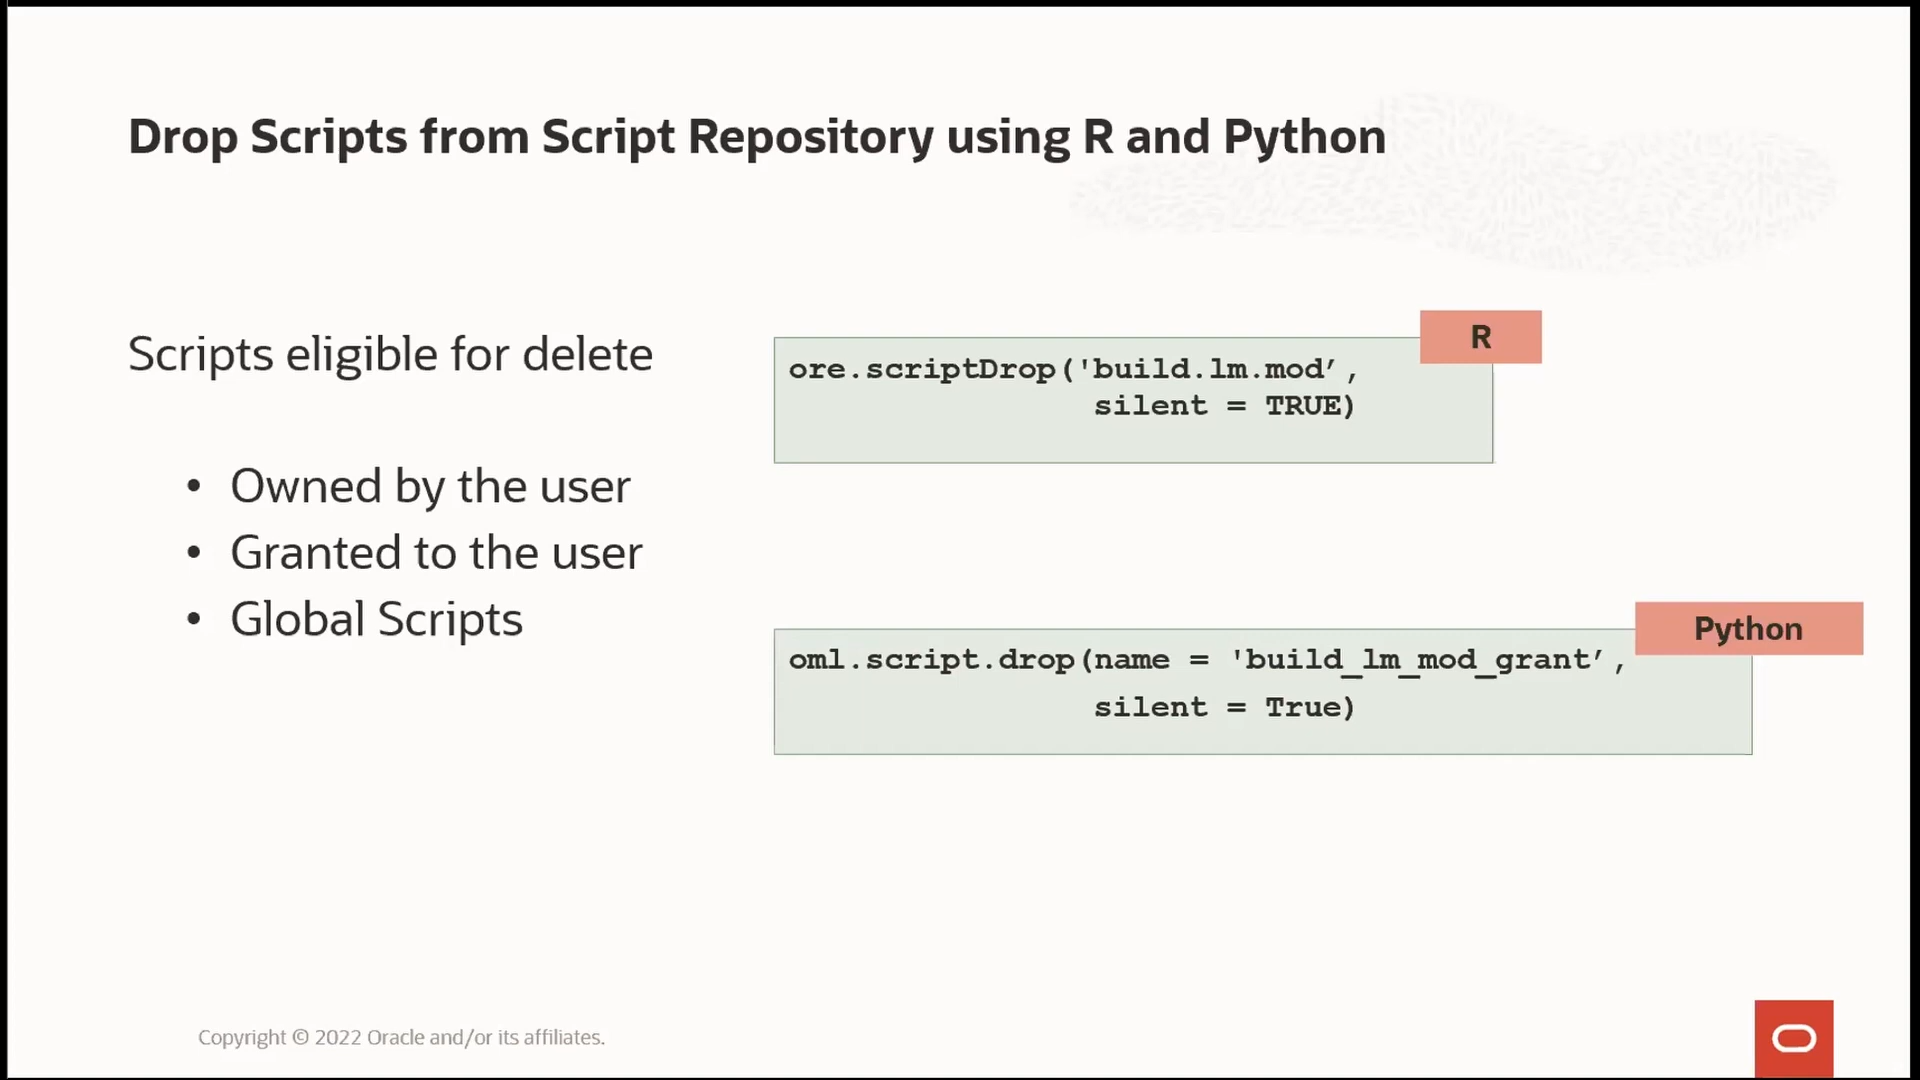 Drop Scripts from Script Repository using R and Python
Scripts eligible for delete
• Owned by the user
• Granted to the user
• Global Scripts
R
ore.scriptDrop('build.lm.mod’,
silent = TRUE)
Python
oml.script.drop(name = 'build_lm_mod_grant’,
silent = True)
Copyright © 2022 Oracle and/or its affiliates.